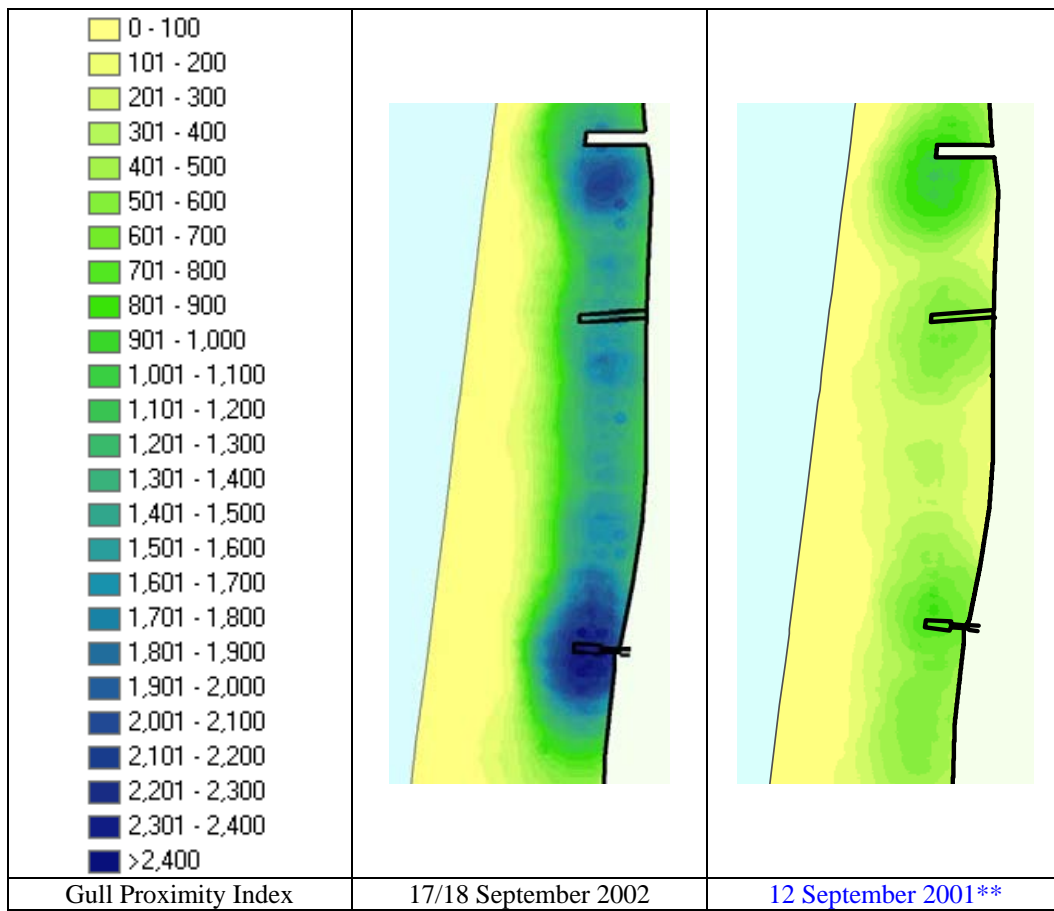 0 - 100
101 - 200
201 - 300
301 - 400
401 - 500
501 - 600
601 - 700
701 - 800
801 - 900
901 - 1,000
1,001 - 1,100
1,101 - 1,200
1,201 - 1,300
1,301 - 1,400
1,401 - 1,500
1,501 - 1,600
1,601 - 1,700
1,701 - 1,800
1,801 - 1,900
1,901 - 2,000
2,001 - 2,100
2,101 - 2,200
2,201 - 2,300
2,301 - 2,400
>2,400
Gull Proximity Index
17/18 September 2002
12 September 2001**